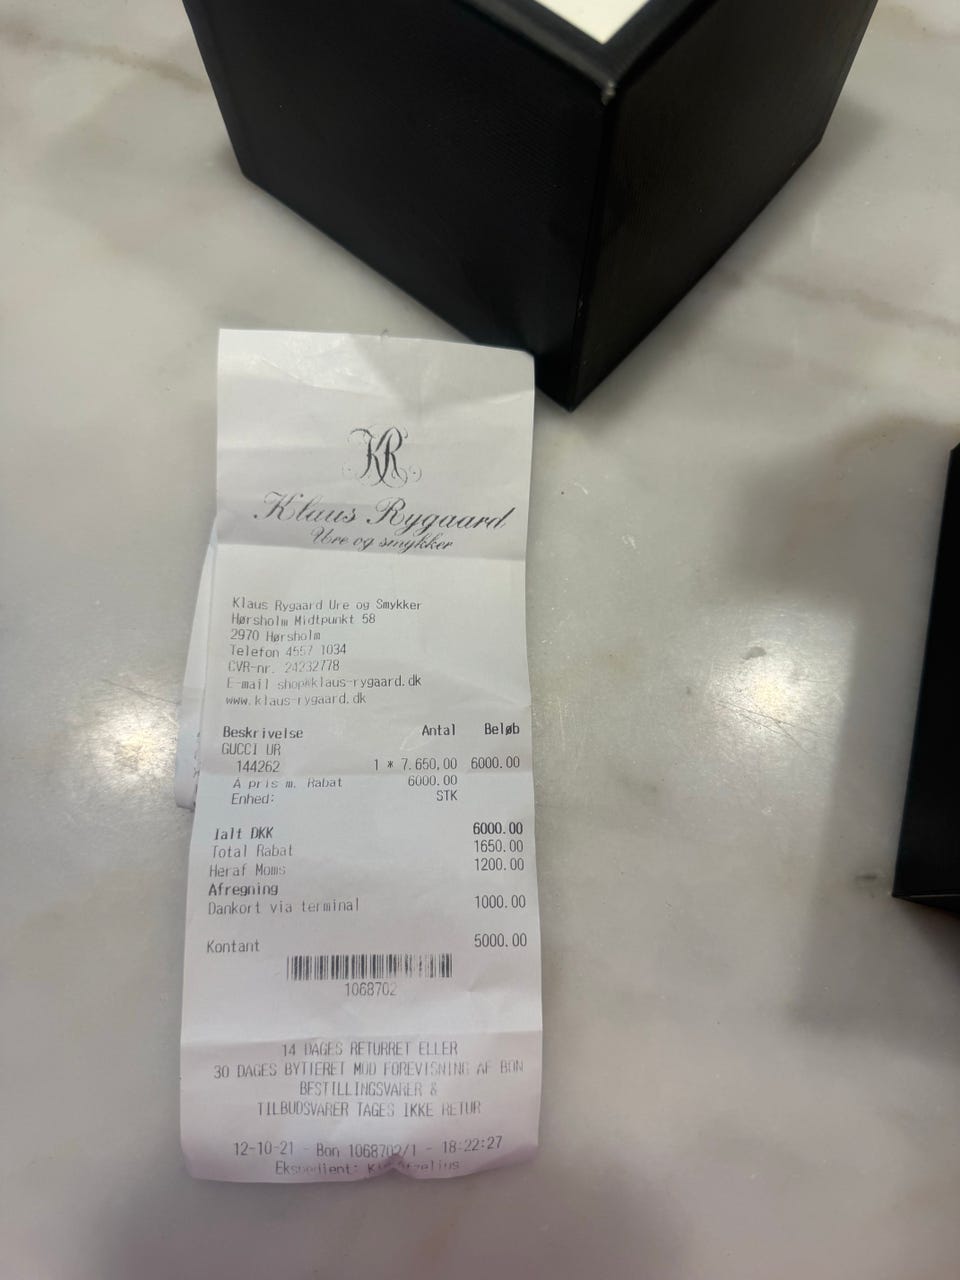 KR
Klaus Rygaard
Ure og smykker
Klaus Rygaard Ure og Smykker
Hørsholm Midtpunkt 58
2970 Hørsholm
Telefon 4557 1034
CVR-nr. 24232778
E-mail shop@klaus-rygaard.dk
www.klaus-rygaard.dk
Beskrivelse Antal Beløb
GUCCI UR
144262 1 * 7.650,00 6000.00
A pris m. Rabat 6000.00
Enhed: STK
Ialt DKK 6000.00
Total Rabat 1650.00
Heraf Moms 1200.00
Afregning
Dankort via terminal 1000.00
Kontant 5000.00
1068702
14 DAGES RETURRET ELLER
30 DAGES BYTTERET MOD FOREVISNING AF BON
BESTILLINGSVARER &
TILBUDSVARER TAGES IKKE RETUR
12-10-21 - Bon 1068702/1 - 18:22:27
Ekspedient: